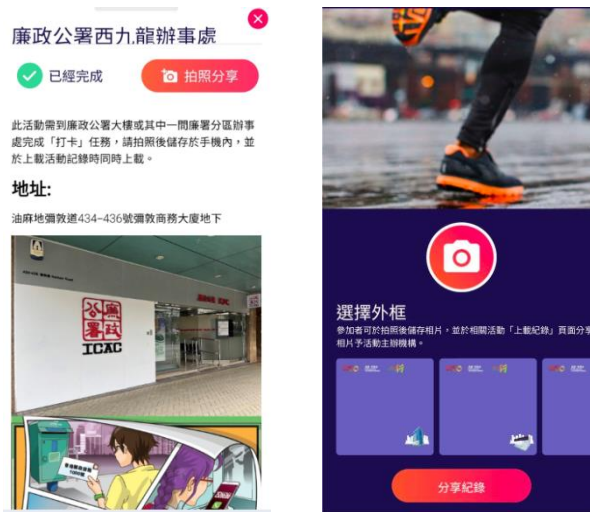 廉政公署西九龍辦事處
已經完成
拍照分享
此活動需到廉政公署大樓或其中一間廉署分區辦事
處完成「打卡」任務，請拍照後儲存於手機內，並
於上載活動記錄時同時上載。
地址:
油麻地彌敦道434-436號彌敦商務大廈地下
廉政公署
ICAC
選擇外框
參加者可於拍照後儲存相片，並於相關活動「上載紀錄」頁面分享
相片予活動主辦機構。
分享紀錄